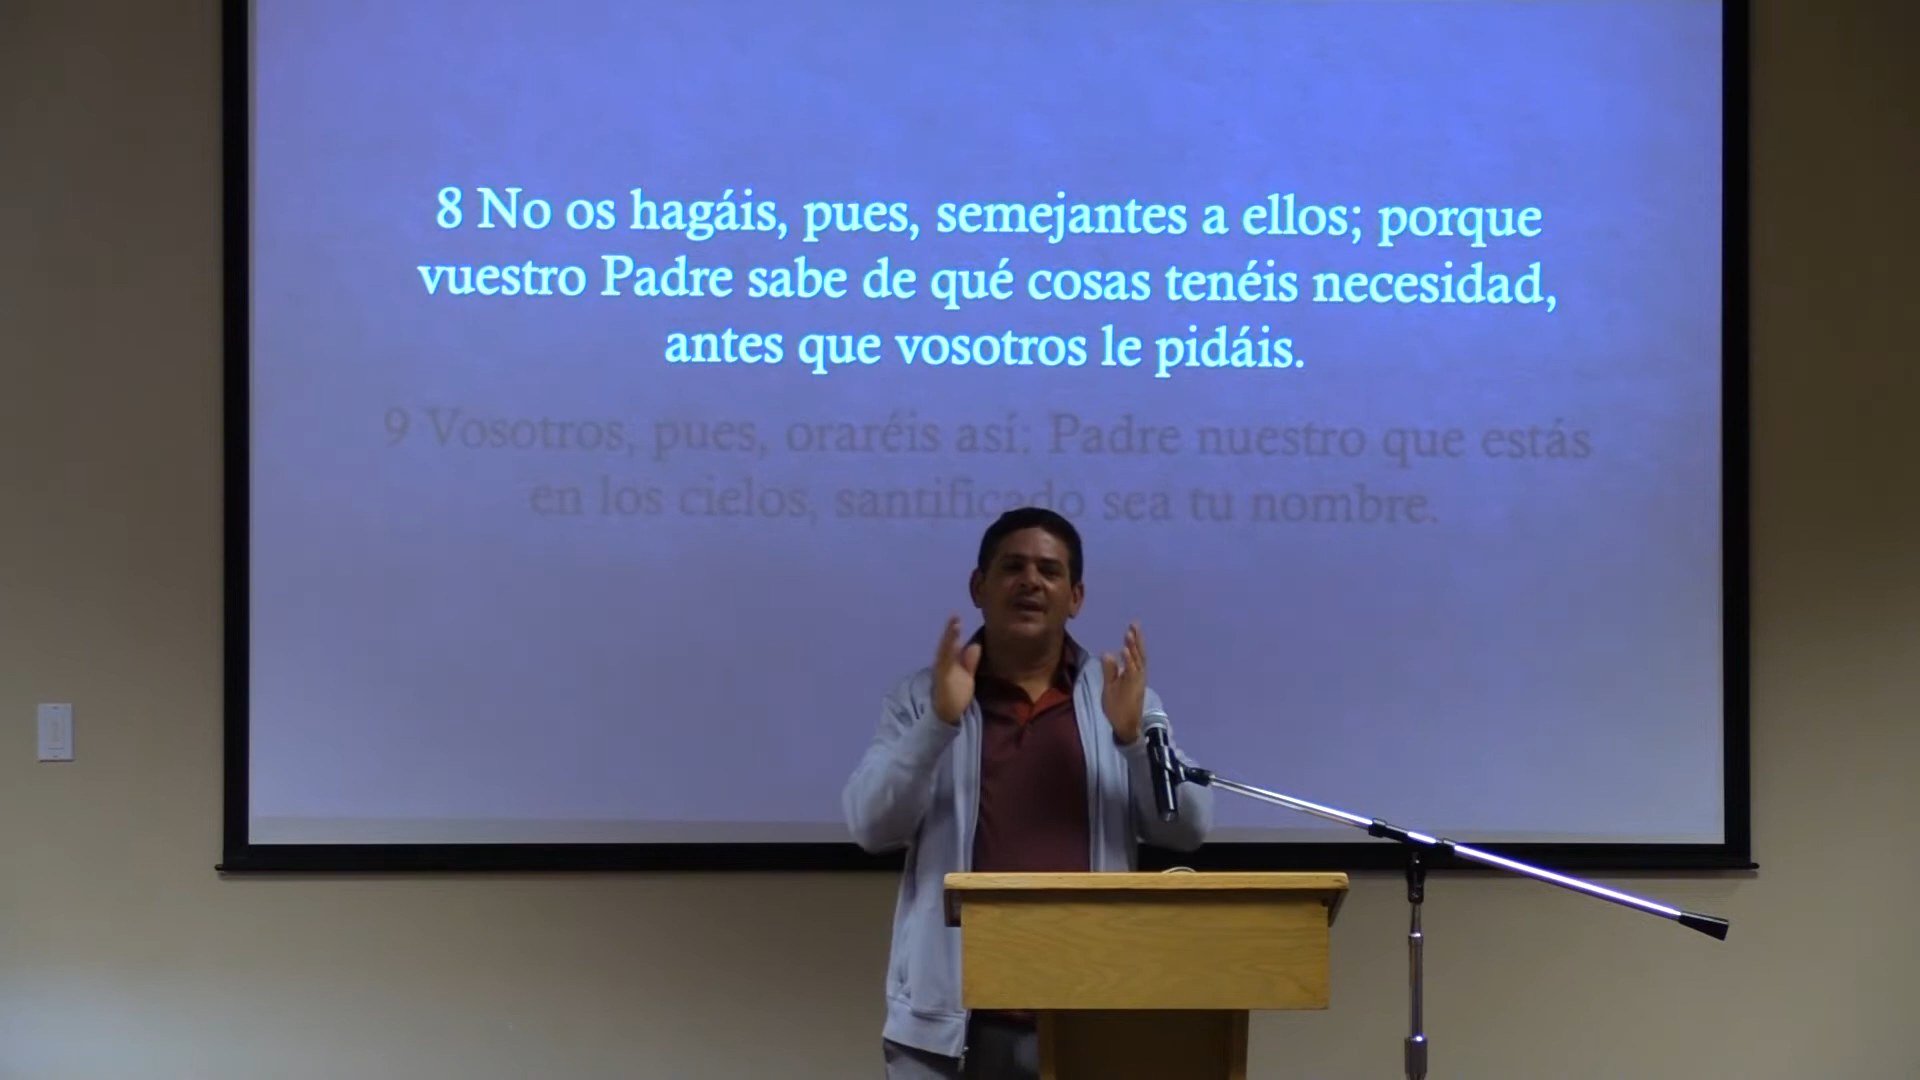 8 No os hagáis, pues, semejantes a ellos; porque
vuestro Padre sabe de qué cosas tenéis necesidad,
antes que vosotros le pidáis.
9 Vosotros, pues, oraréis así: Padre nuestro que estás
en los cielos, santificado sea tu nombre.